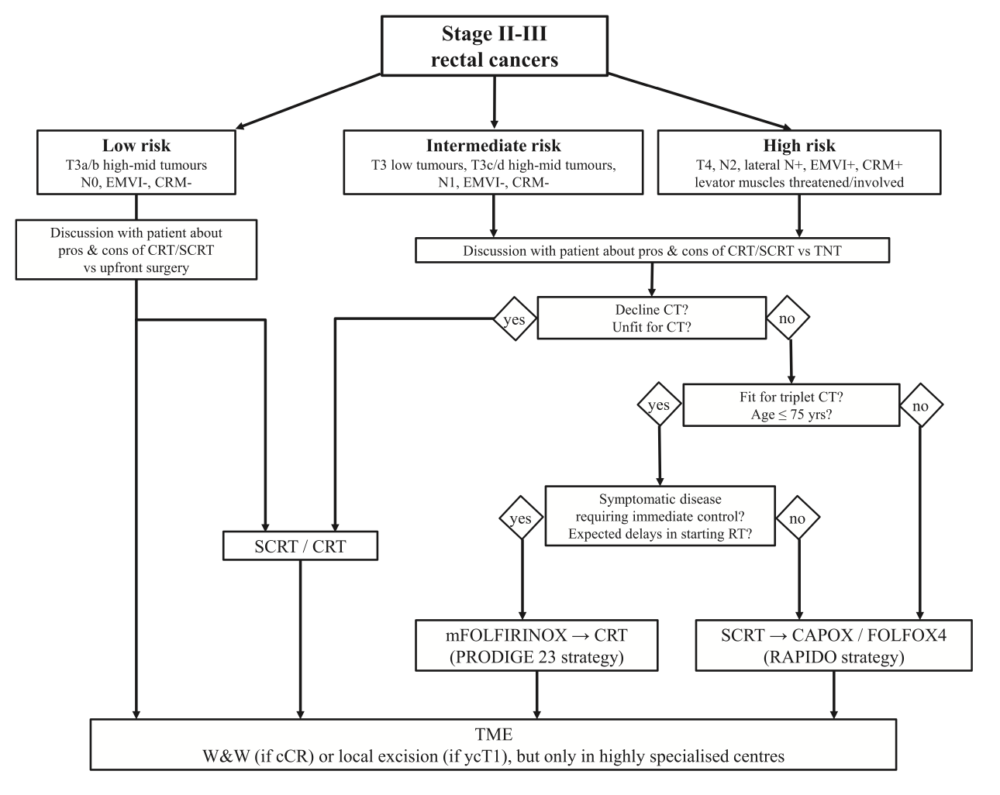 Stage II-III
rectal cancers
Low risk
T3a/b high-mid tumours
N0, EMVI-, CRM-
Intermediate risk
T3 low tumours, T3c/d high-mid tumours,
N1, EMVI-, CRM-
High risk
T4, N2, lateral N+, EMVI+, CRM+
levator muscles threatened/involved
Discussion with patient about
pros & cons of CRT/SCRT
vs upfront surgery
Discussion with patient about pros & cons of CRT/SCRT vs TNT
yes
Decline CT?
Unfit for CT?
no
yes
Fit for triplet CT?
Age ≤ 75 yrs?
no
yes
Symptomatic disease
requiring immediate control?
Expected delays in starting RT?
no
SCRT / CRT
mFOLFIRINOX → CRT
(PRODIGE 23 strategy)
SCRT → CAPOX / FOLFOX4
(RAPIDO strategy)
TME
W&W (if cCR) or local excision (if ycT1), but only in highly specialised centres